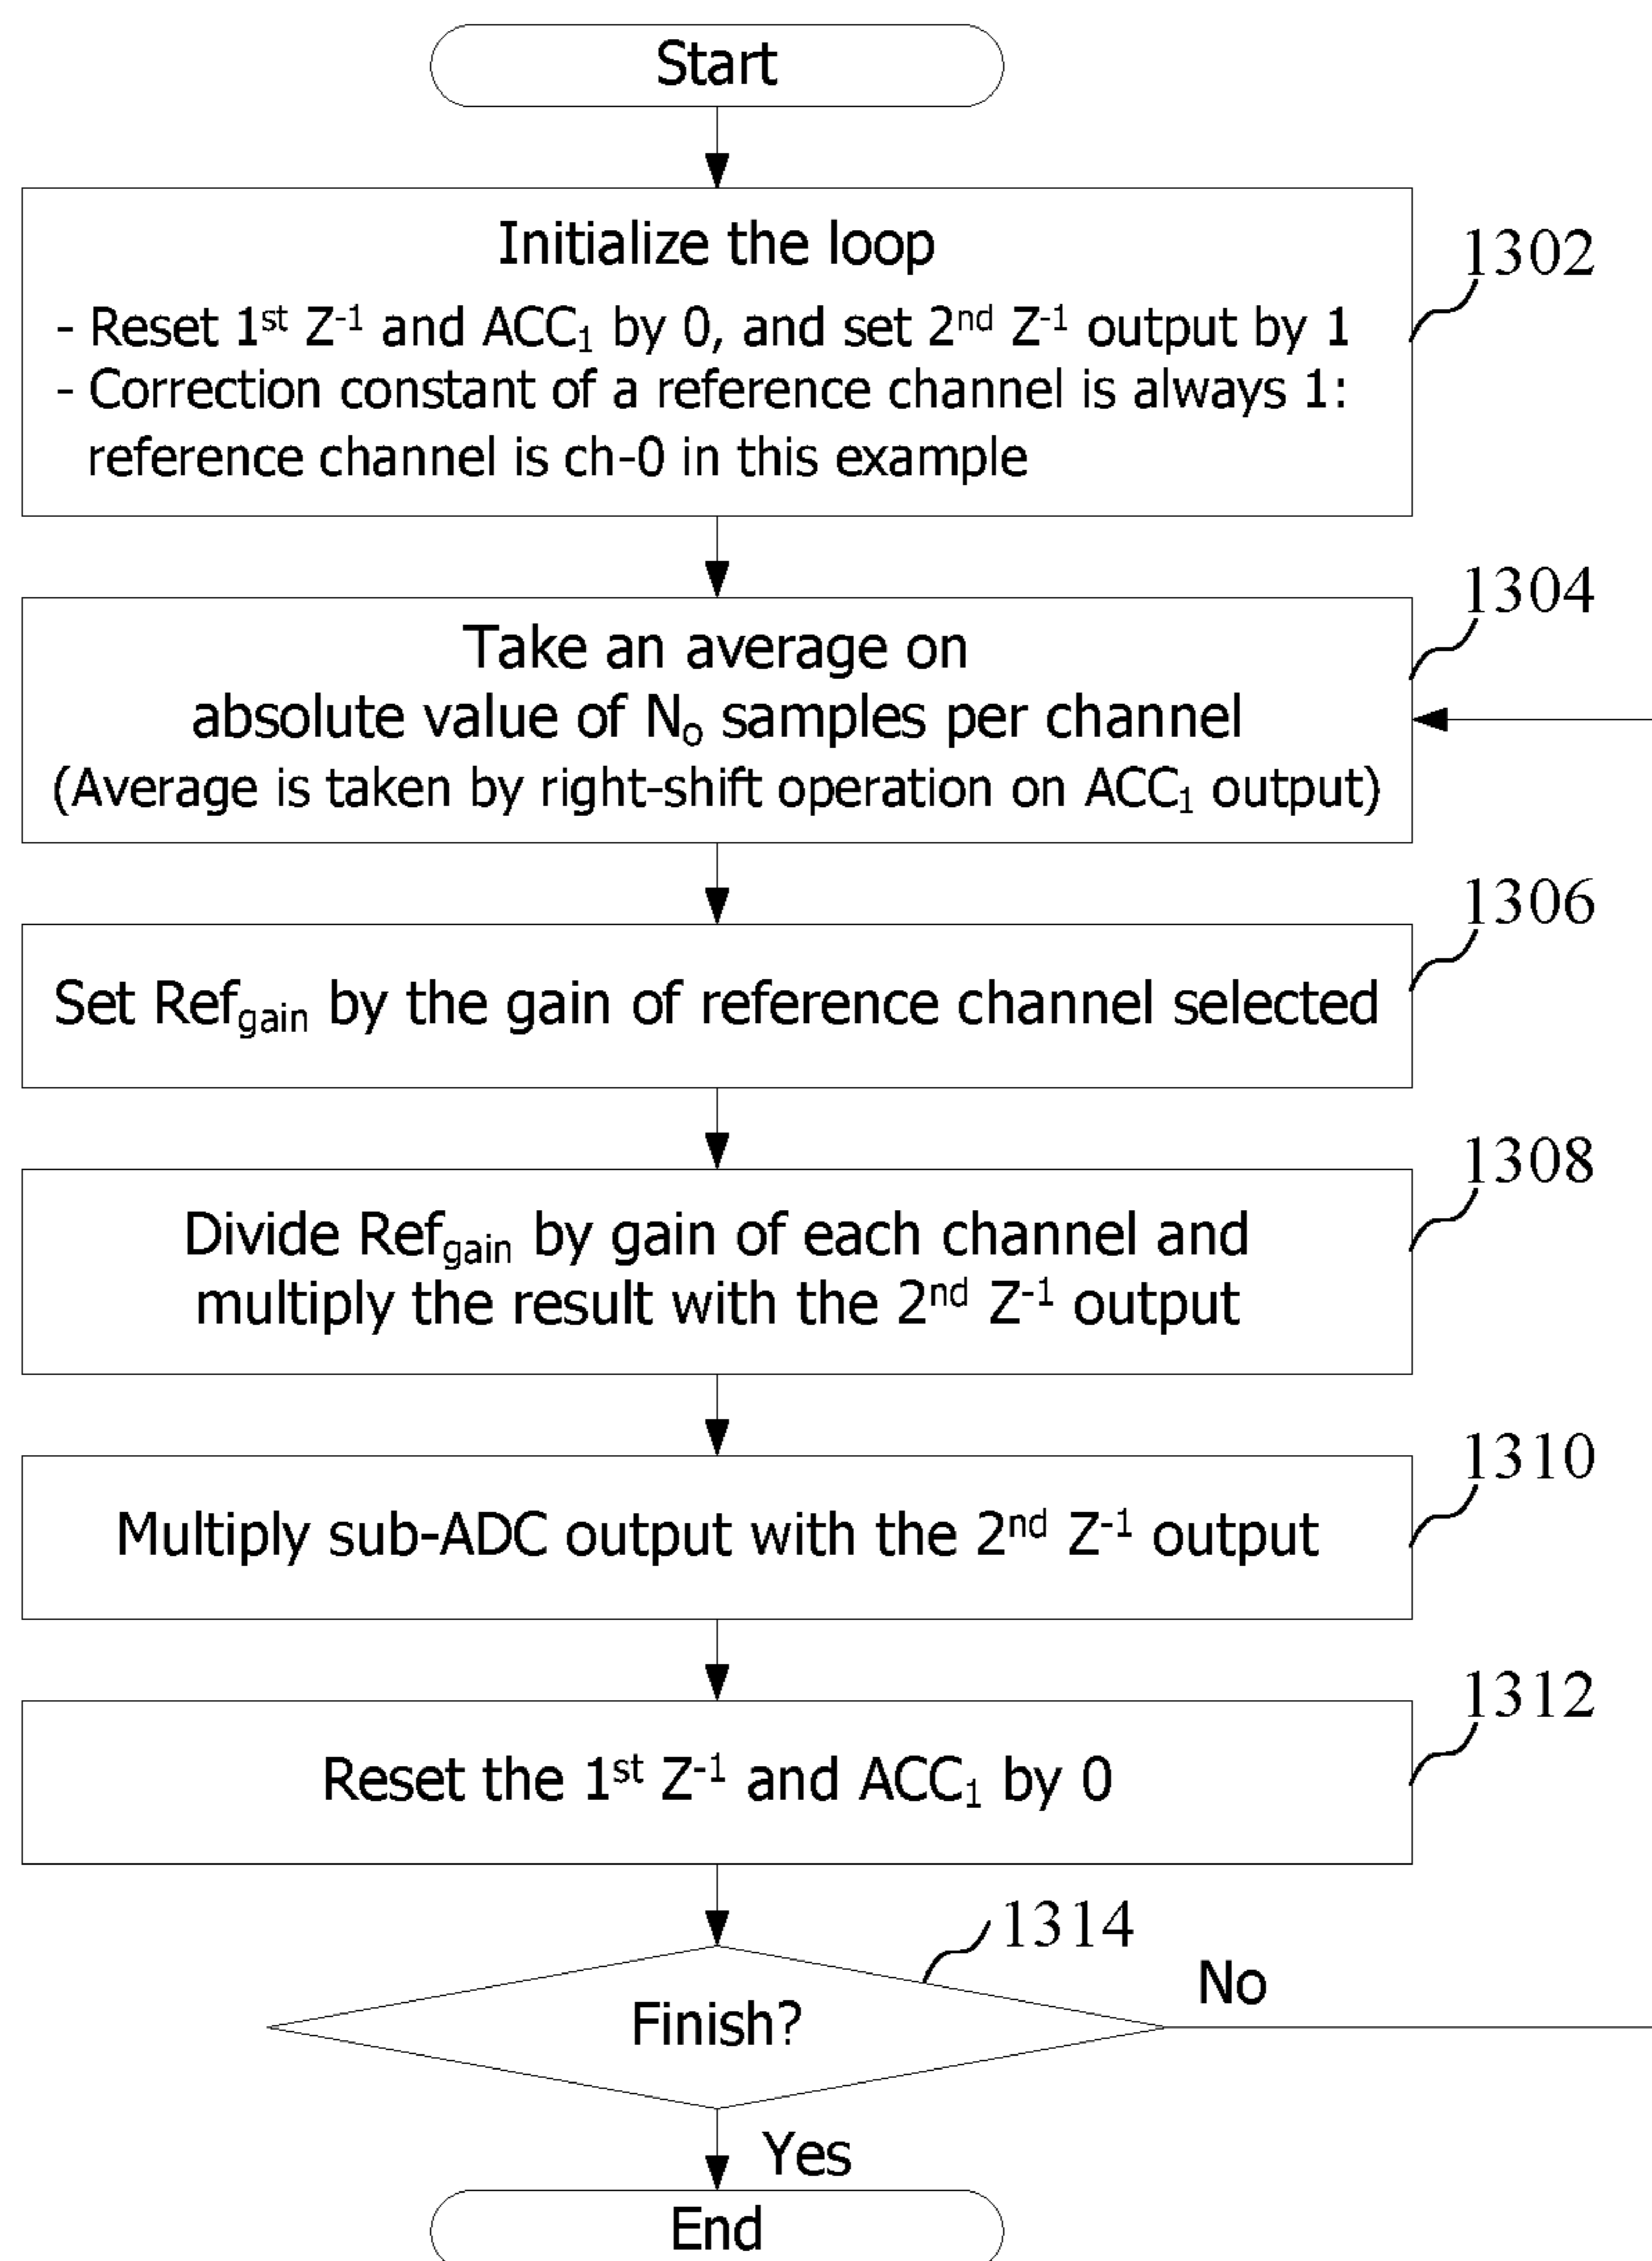 Start
Initialize the loop
1302
- Reset 1st Z-1 and ACC1 by 0, and set 2nd Z-1 output by 1
- Correction constant of a reference channel is always 1:
reference channel is ch-0 in this example
1304
Take an average on
absolute value of No samples per channel
(Average is taken by right-shift operation on ACC1 output)
1306
Set Refgain by the gain of reference channel selected
1308
Divide Refgain by gain of each channel and
multiply the result with the 2nd Z-1 output
1310
Multiply sub-ADC output with the 2nd Z-1 output
1312
Reset the 1st Z-1 and ACC1 by 0
1314
No
Finish?
Yes
End